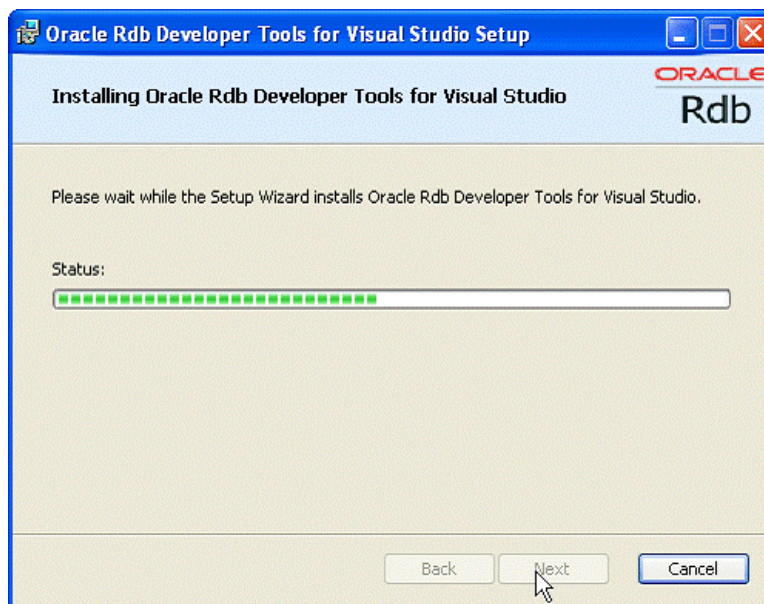 Oracle Rdb Developer Tools for Visual Studio Setup
Installing Oracle Rdb Developer Tools for Visual Studio
ORACLE
Rdb
Please wait while the Setup Wizard installs Oracle Rdb Developer Tools for Visual Studio.
Status:
Back
Next
Cancel